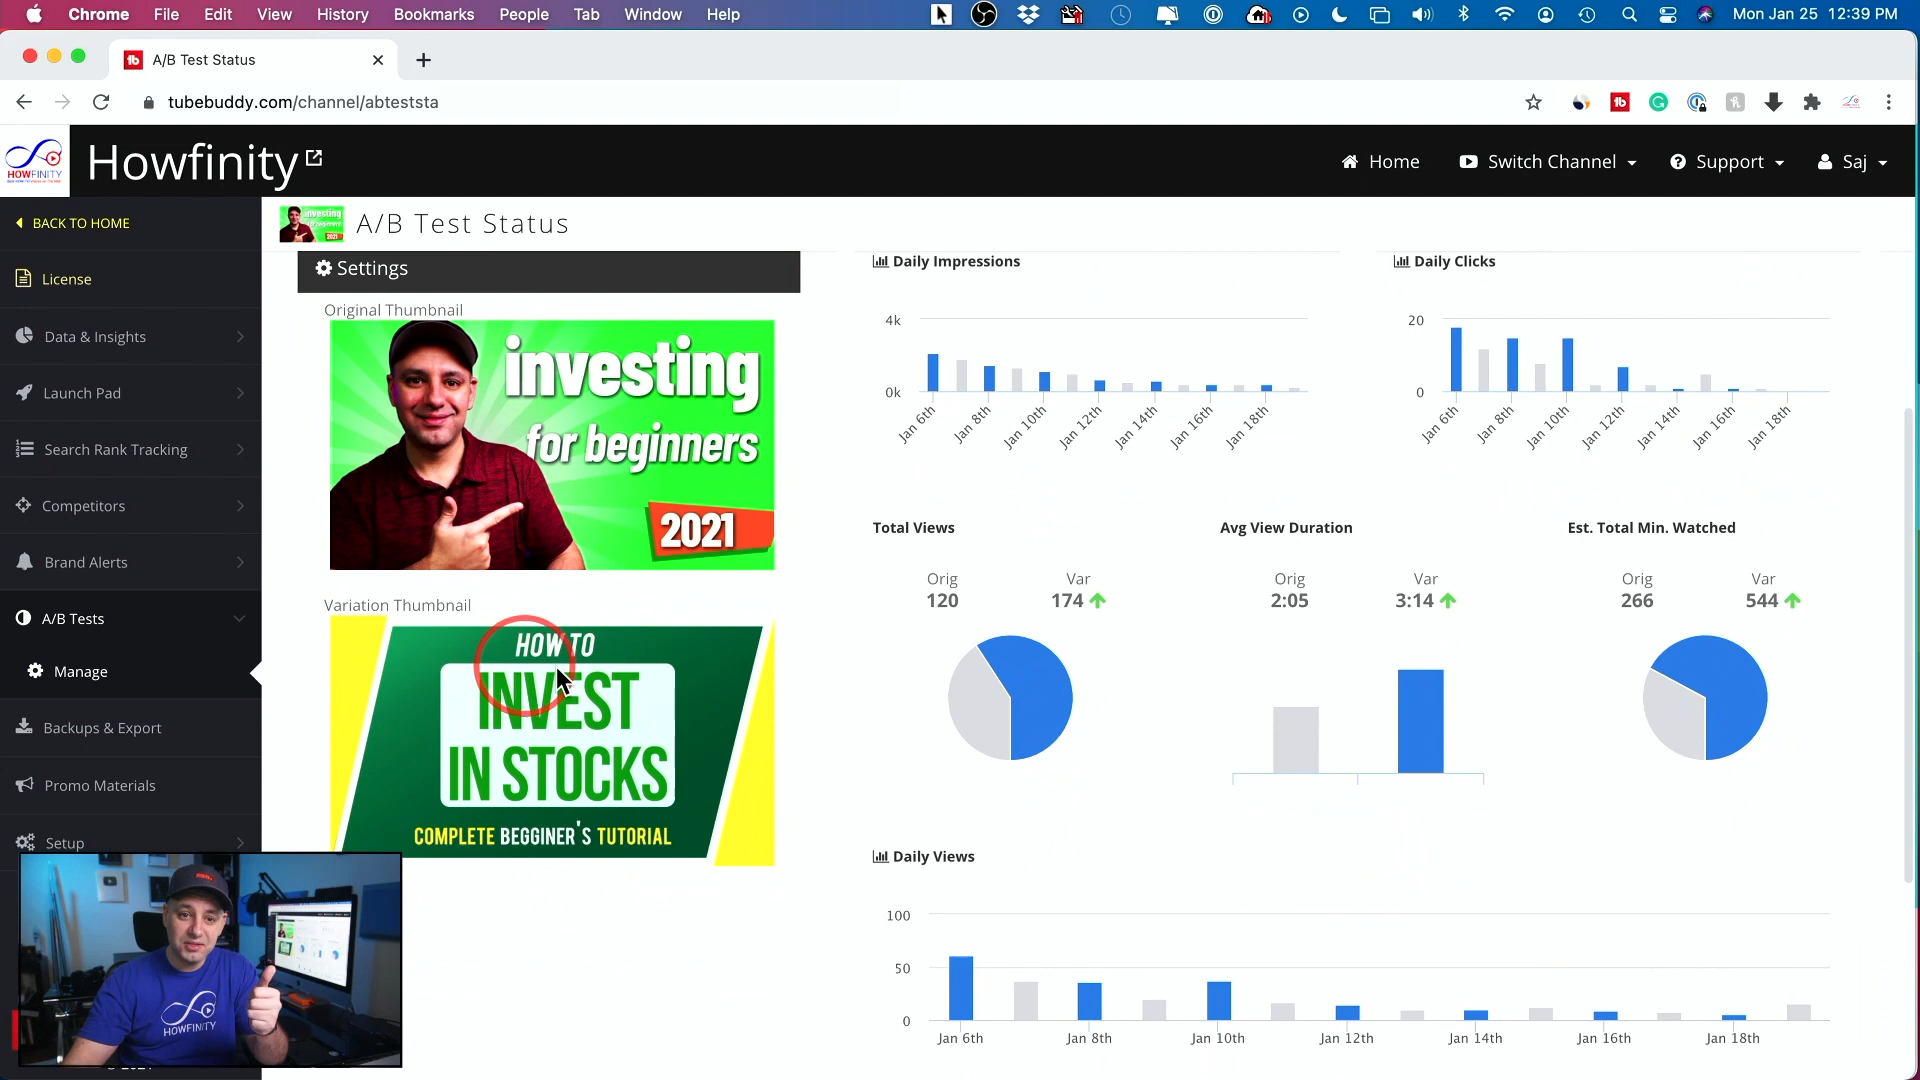 Chrome File Edit View History Bookmarks People Tab Window Help Mon Jan 25 12:39 PM
A/B Test Status
tubebuddy.com/channel/abteststa
HOWFINITY
Howfinity
Home Switch Channel Support Saj
BACK TO HOME
A/B Test Status
License
Data & Insights
Launch Pad
Search Rank Tracking
Competitors
Brand Alerts
A/B Tests
Manage
Backups & Export
Promo Materials
Setup
Settings
Original Thumbnail
investing
for beginners
2021
Variation Thumbnail
HOW TO
INVEST
IN STOCKS
COMPLETE BEGGINER'S TUTORIAL
Daily Impressions
4k
0k
Jan 6th Jan 8th Jan 10th Jan 12th Jan 14th Jan 16th Jan 18th
Daily Clicks
20
0
Jan 6th Jan 8th Jan 10th Jan 12th Jan 14th Jan 16th Jan 18th
Total Views Avg View Duration Est. Total Min. Watched
Orig Var Orig Var Orig Var
120 174 2:05 3:14 266 544
Daily Views
100
50
0
Jan 6th Jan 8th Jan 10th Jan 12th Jan 14th Jan 16th Jan 18th
HOWFINITY